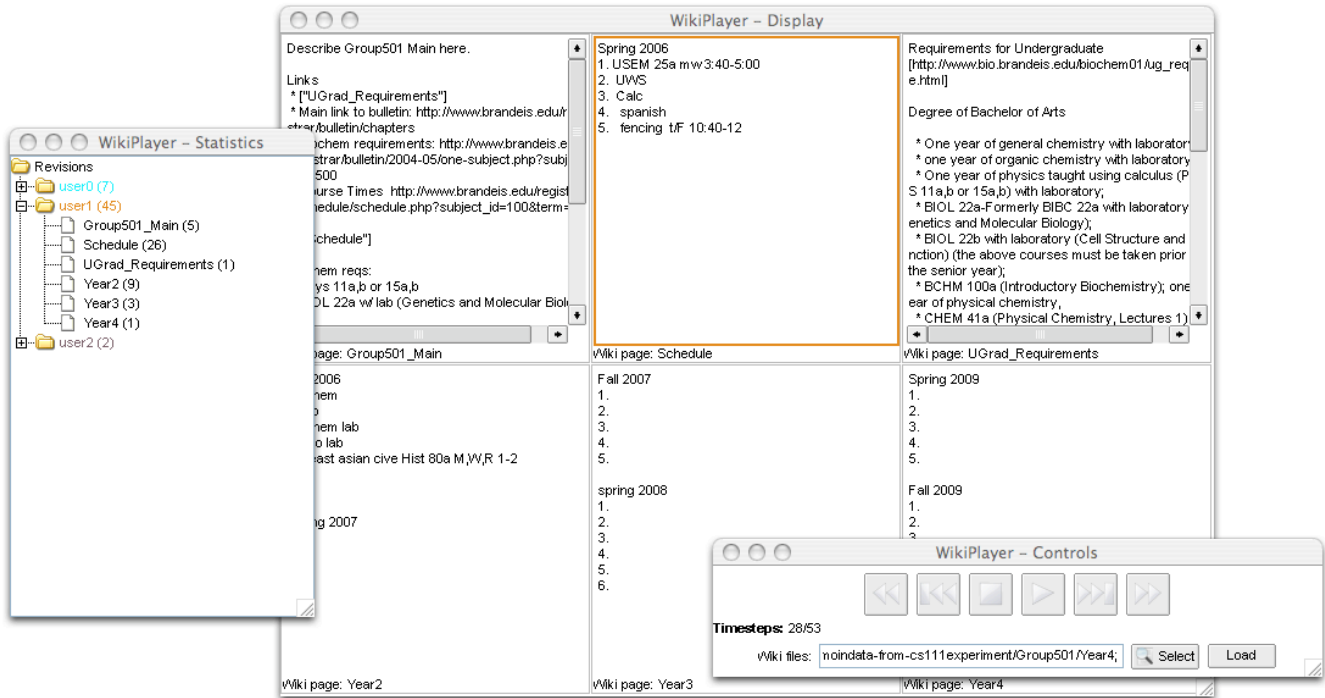 WikiPlayer – Display
Describe Group501 Main here.
Links
* ["UGrad_Requirements"]
* Main link to bulletin: http://www.brandeis.edu/r
strar/bulletin/chapters
ochem requirements: http://www.brandeis.e
strar/bulletin/2004-05/one-subject.php?subj
500
ourse Times http://www.brandeis.edu/regist
hedule/schedule.php?subject_id=100&term=
chedule"]
hem reqs:
ys 11a,b or 15a,b
OL 22a w/ lab (Genetics and Molecular Biol
page: Group501_Main
Spring 2006
1. USEM 25a mw 3:40-5:00
2. UWS
3. Calc
4. spanish
5. fencing t/F 10:40-12
Wiki page: Schedule
Requirements for Undergraduate
[http://www.bio.brandeis.edu/biochem01/ug_req
e.html]
Degree of Bachelor of Arts
* One year of general chemistry with laborator
* one year of organic chemistry with laboratory
* One year of physics taught using calculus (P
S 11a,b or 15a,b) with laboratory;
* BIOL 22a-Formerly BIBC 22a with laboratory
enetics and Molecular Biology);
* BIOL 22b with laboratory (Cell Structure and
nction) (the above courses must be taken prior
the senior year);
* BCHM 100a (Introductory Biochemistry); one
ear of physical chemistry,
* CHEM 41a (Physical Chemistry, Lectures 1)
Wiki page: UGrad_Requirements
WikiPlayer – Statistics
Revisions
user0 (7)
user1 (45)
Group501_Main (5)
Schedule (26)
UGrad_Requirements (1)
Year2 (9)
Year3 (3)
Year4 (1)
user2 (2)
2006
hem
hem lab
o lab
east asian cive Hist 80a M,W,R 1-2
ng 2007
Wiki page: Year2
Fall 2007
1.
2.
3.
4.
5.
spring 2008
1.
2.
3.
4.
5.
6.
Wiki page: Year3
Spring 2009
1.
2.
3.
4.
5.
Fall 2009
1.
2.
3
Wiki page: Year4
WikiPlayer – Controls
Timesteps: 28/53
Wiki files: moindata-from-cs111experiment/Group501/Year4; Select Load